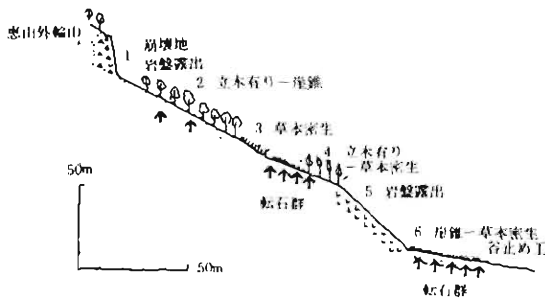 恵山外輪山
1 崩壊地
岩盤露出
2 立木有り-崖錐
3 草本密生
4 立木有り
-草本密生
転石群
5 岩盤露出
6 崖錐-草本密生
谷止め工
転石群
50m
50m